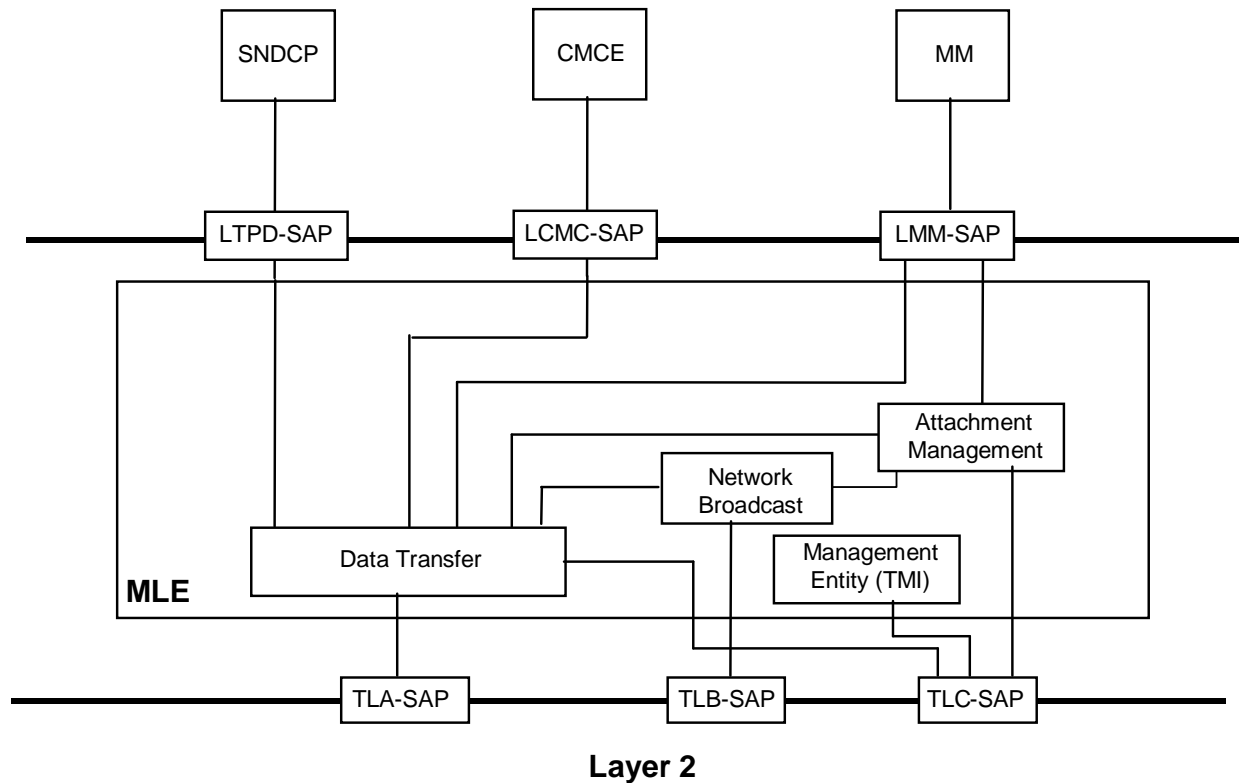 SNDCP
CMCE
MM
LTPD-SAP
LCMC-SAP
LMM-SAP
Attachment
Management
Network
Broadcast
Data Transfer
Management
Entity (TMI)
MLE
TLA-SAP
TLB-SAP
TLC-SAP
Layer 2